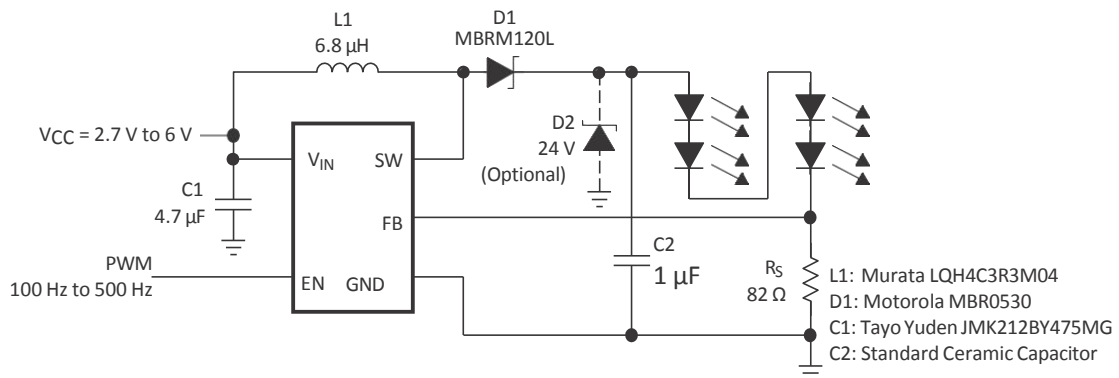 L1
6.8 µH
D1
MBRM120L
VCC = 2.7 V to 6 V
D2
24 V
(Optional)
VIN
SW
C1
4.7 µF
FB
C2
1 µF
PWM
100 Hz to 500 Hz
EN
GND
RS
82 Ω
L1: Murata LQH4C3R3M04
D1: Motorola MBR0530
C1: Tayo Yuden JMK212BY475MG
C2: Standard Ceramic Capacitor